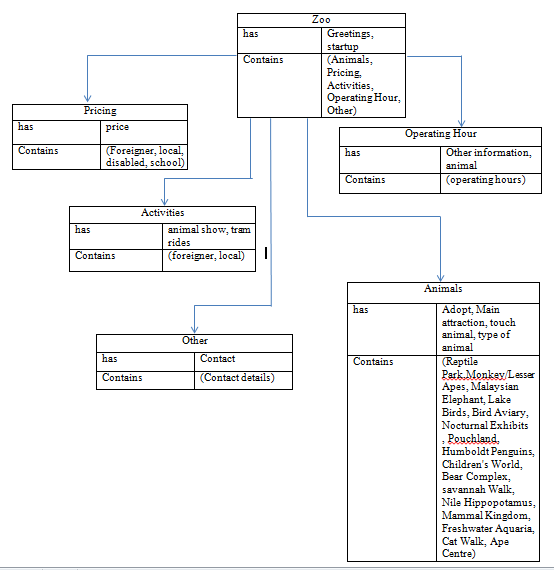 Zoo
has
Greetings,
startup
Contains
(Animals,
Pricing,
Activities,
Operating Hour,
Other)
Pricing
has
price
Contains
(Foreigner, local,
disabled, school)
Operating Hour
has
Other information,
animal
Contains
(operating hours)
Activities
has
animal show, tram
rides
Contains
(foreigner, local)
Other
has
Contact
Contains
(Contact details)
Animals
has
Adopt, Main
attraction, touch
animal, type of
animal
Contains
(Reptile
Park,Monkey/Lesser
Apes, Malaysian
Elephant, Lake
Birds, Bird Aviary,
Nocturnal Exhibits
, Pouchland,
Humboldt Penguins,
Children's World,
Bear Complex,
savannah Walk,
Nile Hippopotamus,
Mammal Kingdom,
Freshwater Aquaria,
Cat Walk, Ape
Centre)